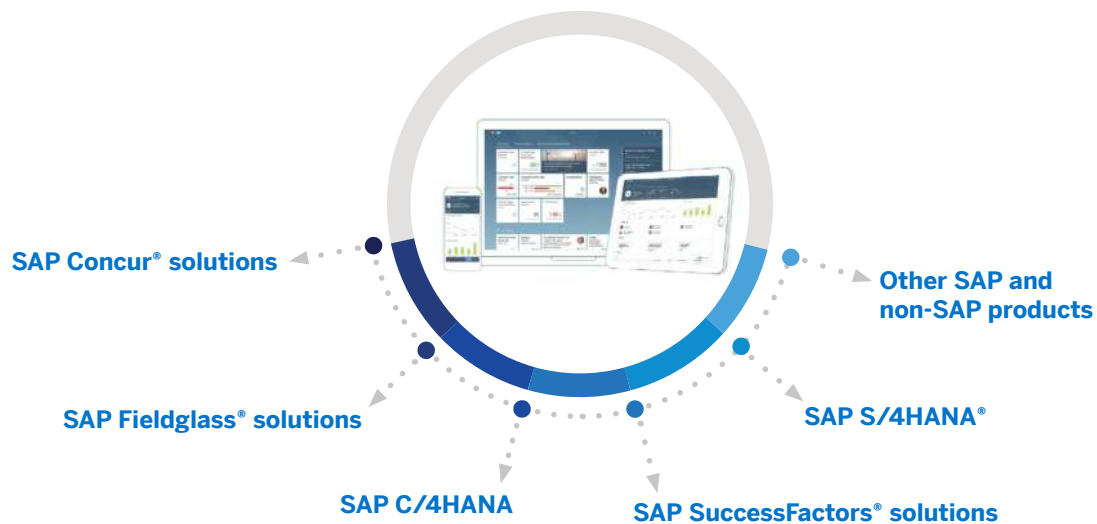 SAP Concur® solutions
Other SAP and
non-SAP products
SAP Fieldglass® solutions
SAP S/4HANA®
SAP C/4HANA
SAP SuccessFactors® solutions